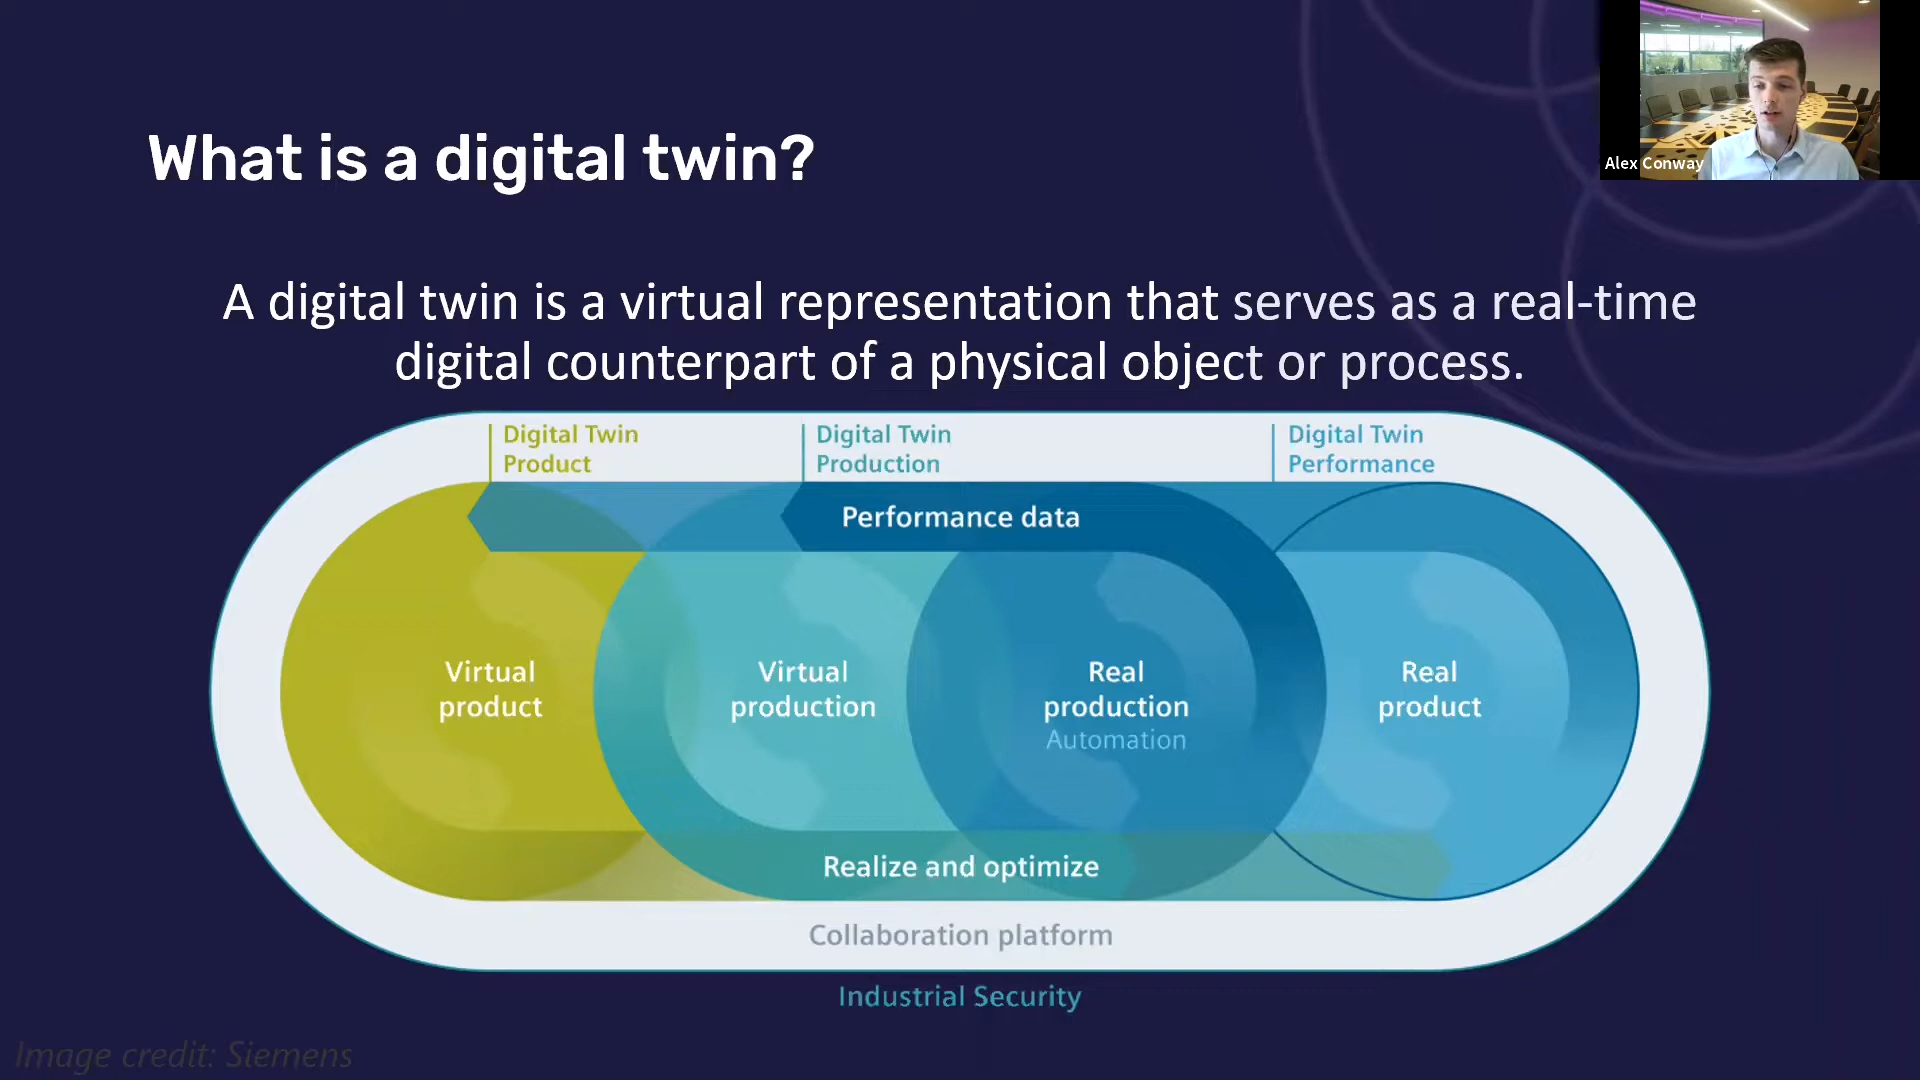 What is a digital twin?
Alex Conway
A digital twin is a virtual representation that serves as a real-time
digital counterpart of a physical object or process.
Digital Twin
Product
Digital Twin
Production
Digital Twin
Performance
Performance data
Virtual
product
Virtual
production
Real
production
Automation
Real
product
Realize and optimize
Collaboration platform
Industrial Security
Image credit: Siemens